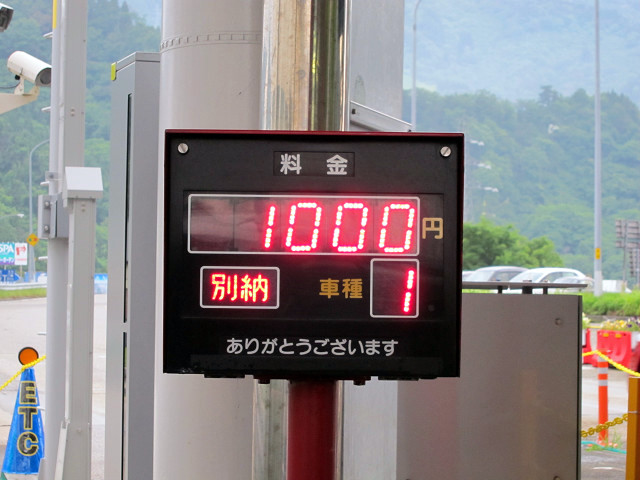 料金
1000円
別納 車種 1
ありがとうございます
SPA
ETC